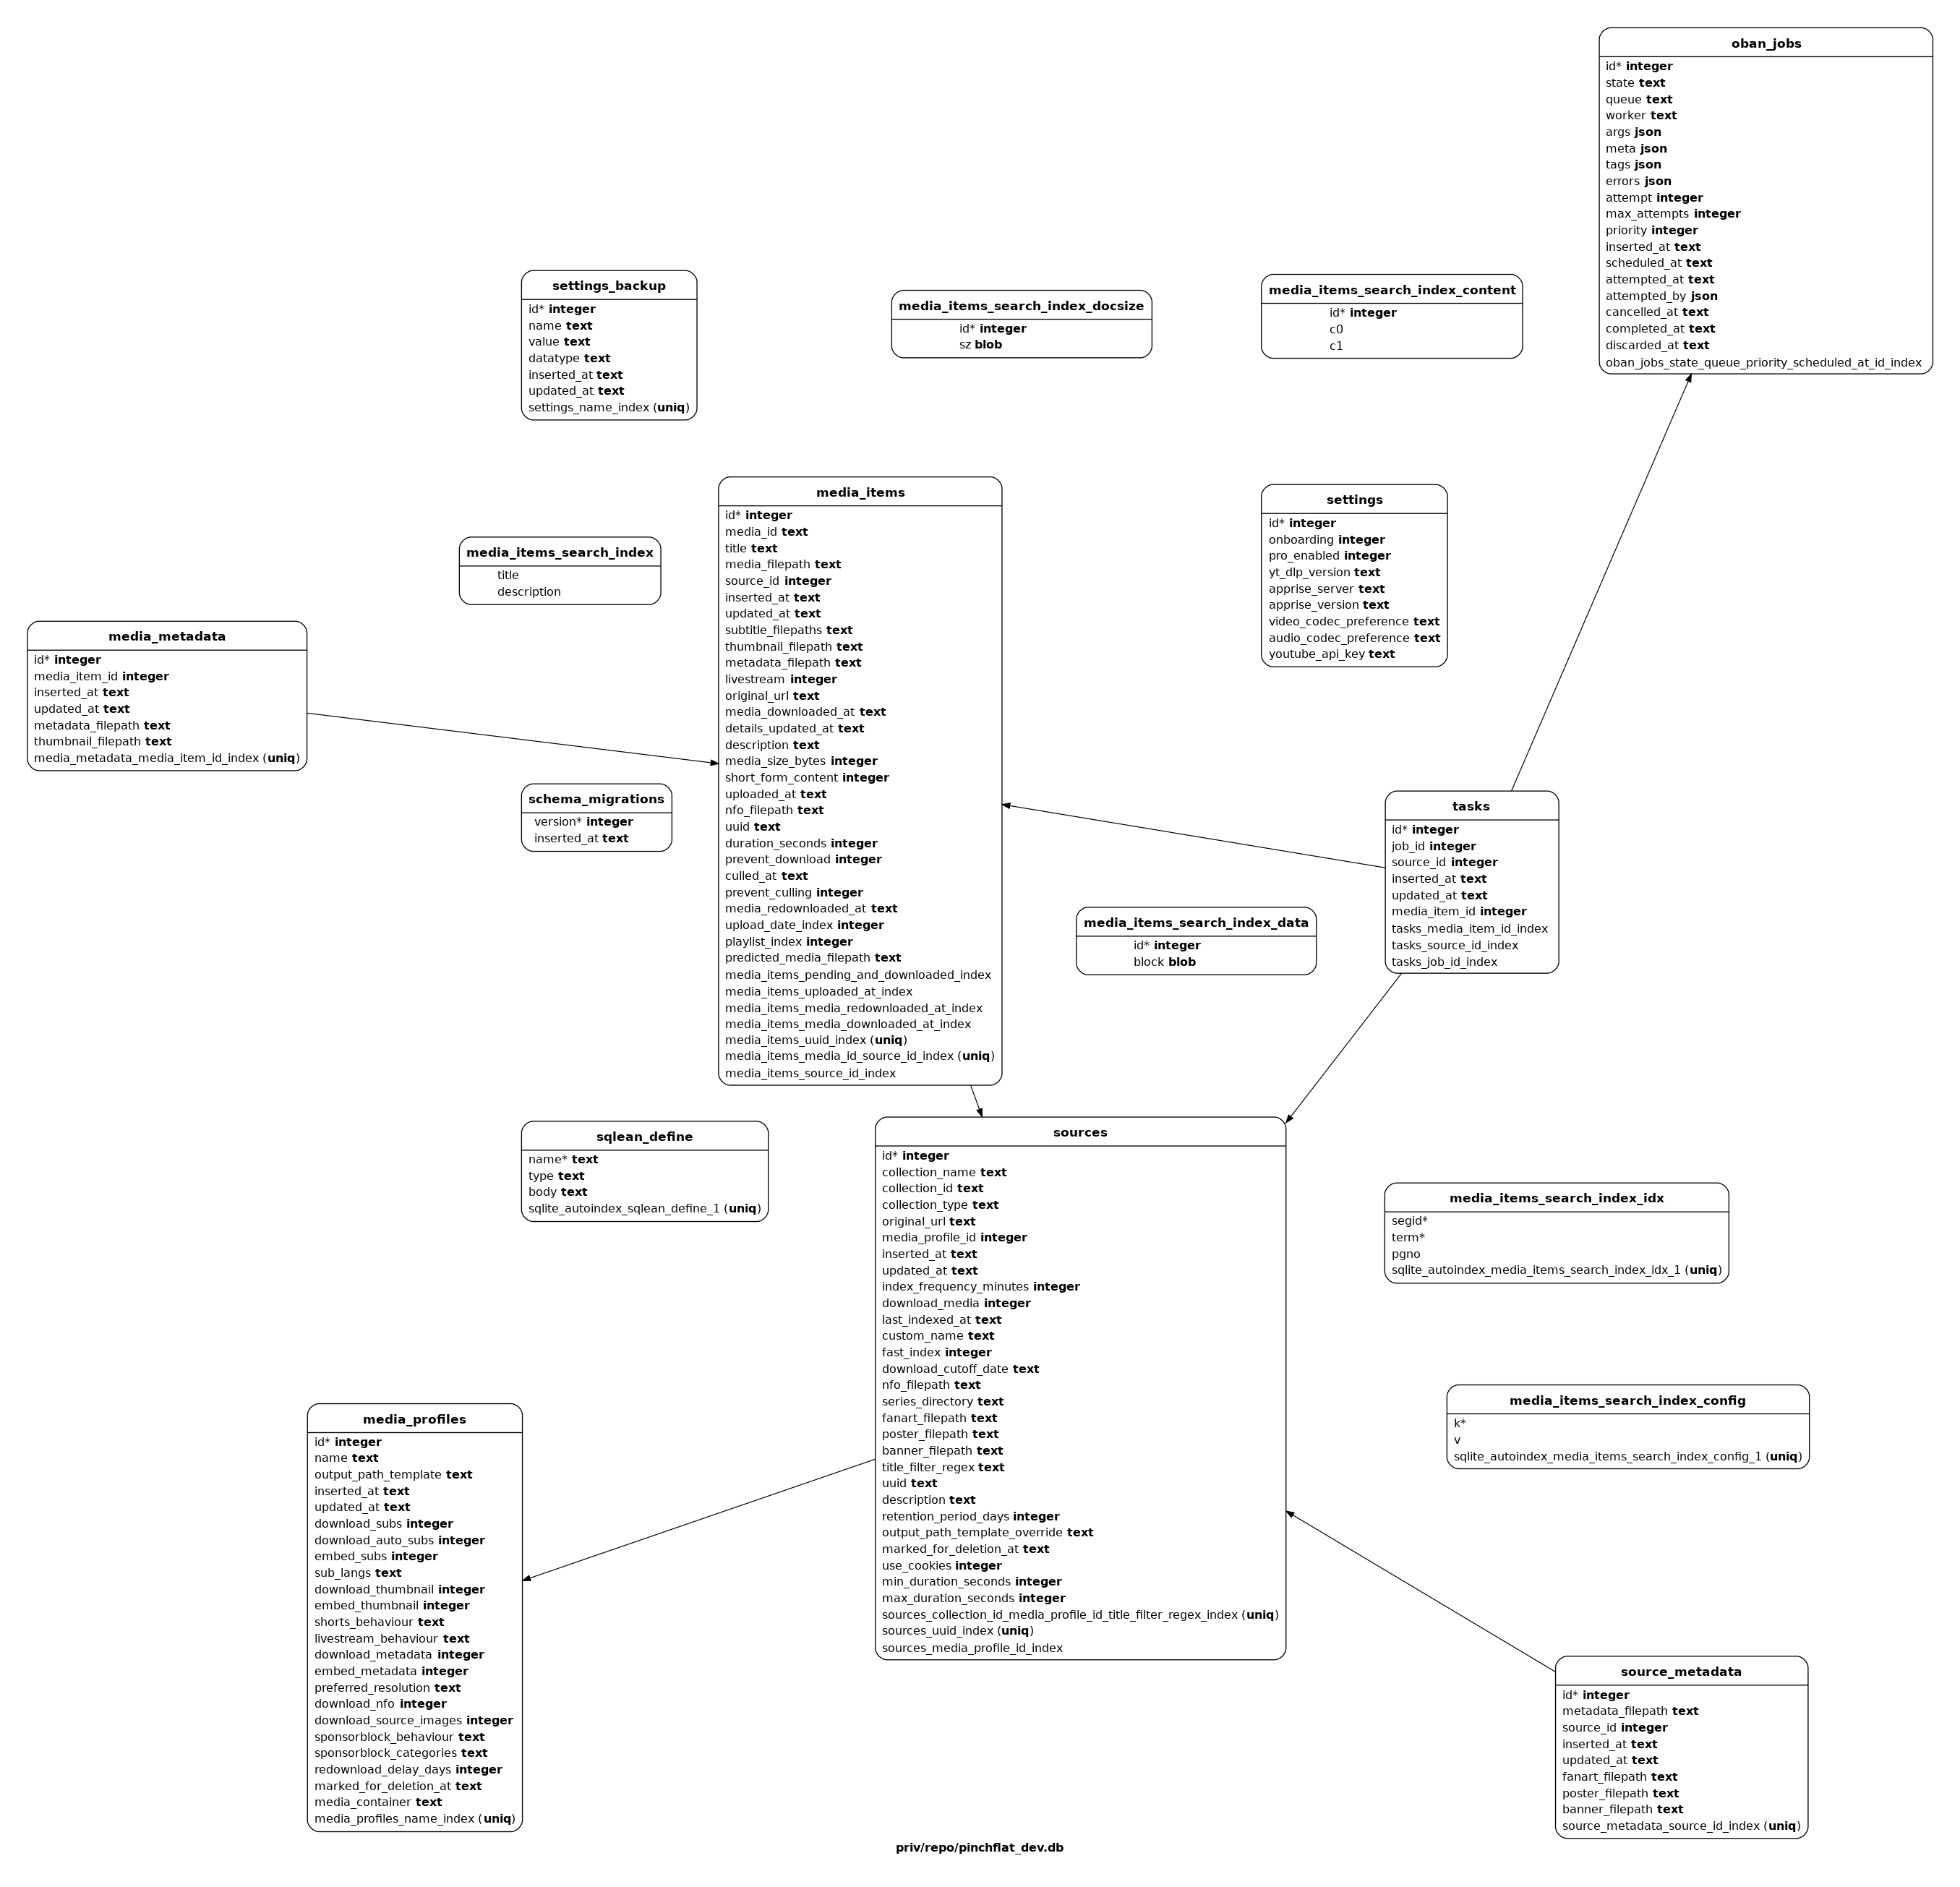 oban_jobs
id* integer
state text
queue text
worker text
args json
meta json
tags json
errors json
attempt integer
max_attempts integer
priority integer
inserted_at text
scheduled_at text
attempted_at text
attempted_by json
cancelled_at text
completed_at text
discarded_at text
oban_jobs_state_queue_priority_scheduled_at_id_index
settings_backup
id* integer
name text
value text
datatype text
inserted_at text
updated_at text
settings_name_index (uniq)
media_items_search_index_docsize
id* integer
sz blob
media_items_search_index_content
id* integer
c0
c1
media_items
id* integer
media_id text
title text
media_filepath text
source_id integer
inserted_at text
updated_at text
subtitle_filepaths text
thumbnail_filepath text
metadata_filepath text
livestream integer
original_url text
media_downloaded_at text
details_updated_at text
description text
media_size_bytes integer
short_form_content integer
uploaded_at text
nfo_filepath text
uuid text
duration_seconds integer
prevent_download integer
culled_at text
prevent_culling integer
media_redownloaded_at text
upload_date_index integer
playlist_index integer
predicted_media_filepath text
media_items_pending_and_downloaded_index
media_items_uploaded_at_index
media_items_media_redownloaded_at_index
media_items_media_downloaded_at_index
media_items_uuid_index (uniq)
media_items_media_id_source_id_index (uniq)
media_items_source_id_index
settings
id* integer
onboarding integer
pro_enabled integer
yt_dlp_version text
apprise_server text
apprise_version text
video_codec_preference text
audio_codec_preference text
youtube_api_key text
media_items_search_index
title
description
media_metadata
id* integer
media_item_id integer
inserted_at text
updated_at text
metadata_filepath text
thumbnail_filepath text
media_metadata_media_item_id_index (uniq)
schema_migrations
version* integer
inserted_at text
tasks
id* integer
job_id integer
source_id integer
inserted_at text
updated_at text
media_item_id integer
tasks_media_item_id_index
tasks_source_id_index
tasks_job_id_index
media_items_search_index_data
id* integer
block blob
sqlean_define
name* text
type text
body text
sqlite_autoindex_sqlean_define_1 (uniq)
sources
id* integer
collection_name text
collection_id text
collection_type text
original_url text
media_profile_id integer
inserted_at text
updated_at text
index_frequency_minutes integer
download_media integer
last_indexed_at text
custom_name text
fast_index integer
download_cutoff_date text
nfo_filepath text
series_directory text
fanart_filepath text
poster_filepath text
banner_filepath text
title_filter_regex text
uuid text
description text
retention_period_days integer
output_path_template_override text
marked_for_deletion_at text
use_cookies integer
min_duration_seconds integer
max_duration_seconds integer
sources_collection_id_media_profile_id_title_filter_regex_index (uniq)
sources_uuid_index (uniq)
sources_media_profile_id_index
media_items_search_index_idx
segid*
term*
pgno
sqlite_autoindex_media_items_search_index_idx_1 (uniq)
media_items_search_index_config
k*
v
sqlite_autoindex_media_items_search_index_config_1 (uniq)
media_profiles
id* integer
name text
output_path_template text
inserted_at text
updated_at text
download_subs integer
download_auto_subs integer
embed_subs integer
sub_langs text
download_thumbnail integer
embed_thumbnail integer
shorts_behaviour text
livestream_behaviour text
download_metadata integer
embed_metadata integer
preferred_resolution text
download_nfo integer
download_source_images integer
sponsorblock_behaviour text
sponsorblock_categories text
redownload_delay_days integer
marked_for_deletion_at text
media_container text
media_profiles_name_index (uniq)
source_metadata
id* integer
metadata_filepath text
source_id integer
inserted_at text
updated_at text
fanart_filepath text
poster_filepath text
banner_filepath text
source_metadata_source_id_index (uniq)
priv/repo/pinchflat_dev.db